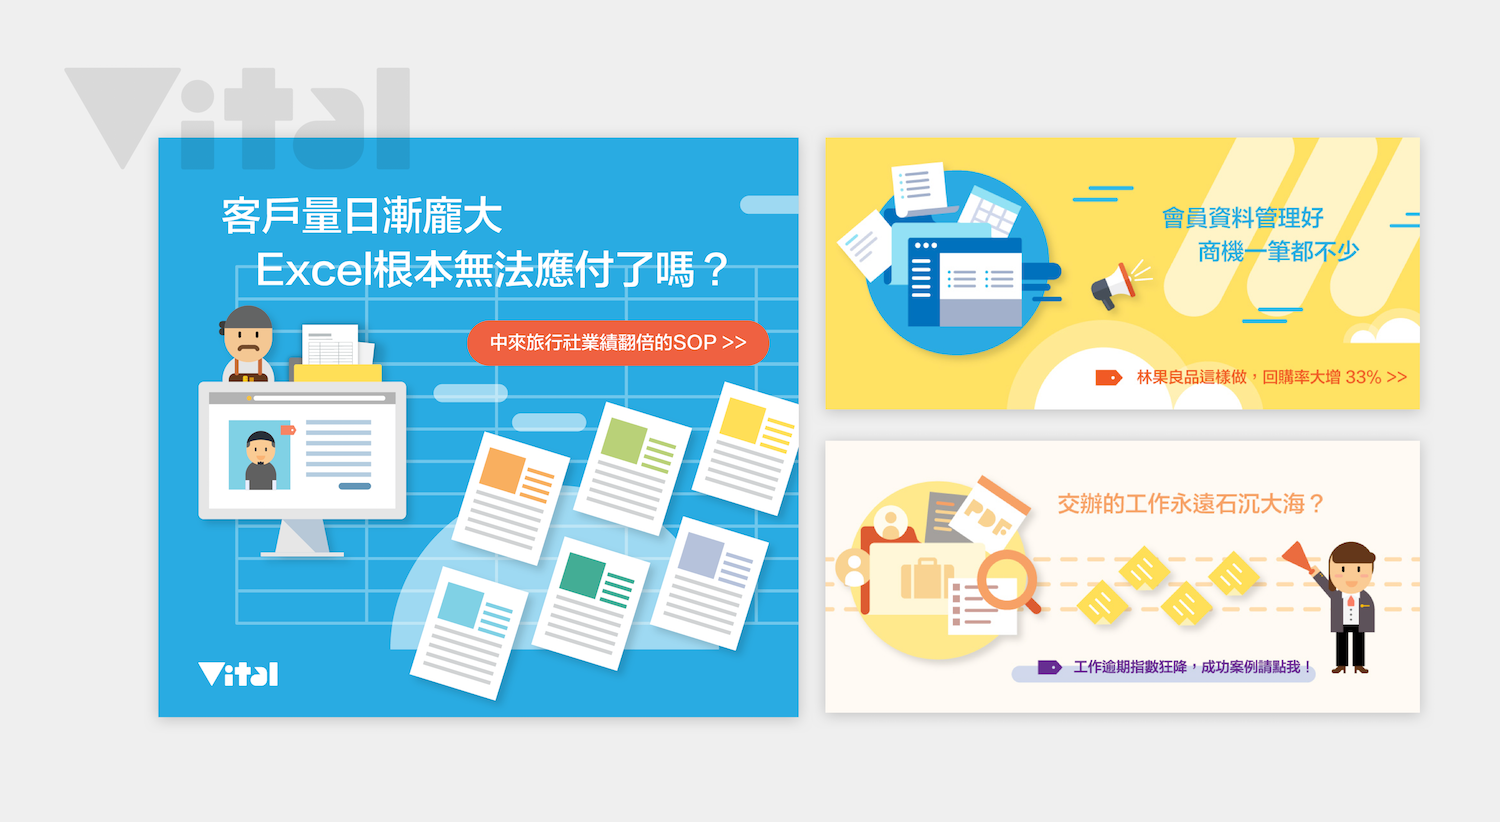 Vital
客戶量日漸龐大
Excel根本無法應付了嗎？
中來旅行社業績翻倍的SOP >>
Vital
會員資料管理好
商機一筆都不少
林果良品這樣做，回購率大增 33% >>
PDF
交辦的工作永遠石沉大海？
工作逾期指數狂降，成功案例請點我！